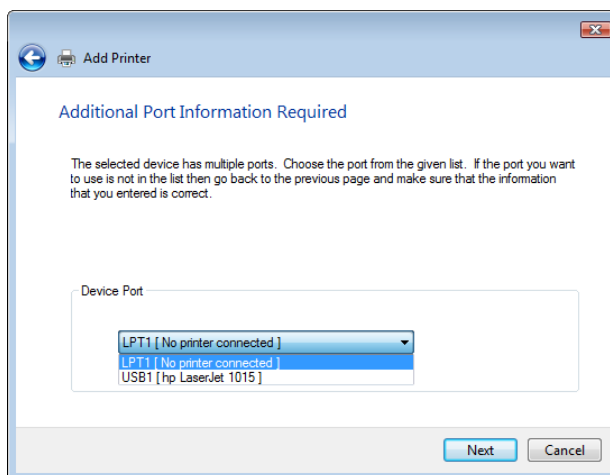 Add Printer
Additional Port Information Required
The selected device has multiple ports.  Choose the port from the given list.  If the port you want
to use is not in the list then go back to the previous page and make sure that the information
that you entered is correct.
Device Port
LPT1 [ No printer connected ]
LPT1 [ No printer connected ]
USB1 [ hp LaserJet 1015 ]
Next
Cancel